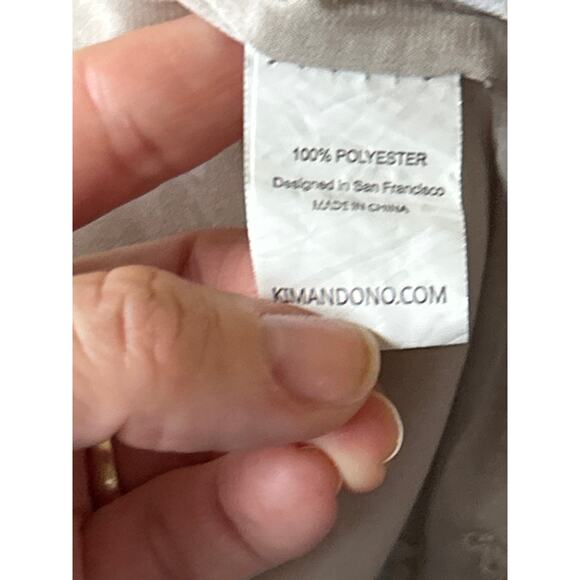 100% POLYESTER
Designed in San Francisco
MADE IN CHINA
KIMANDONO.COM